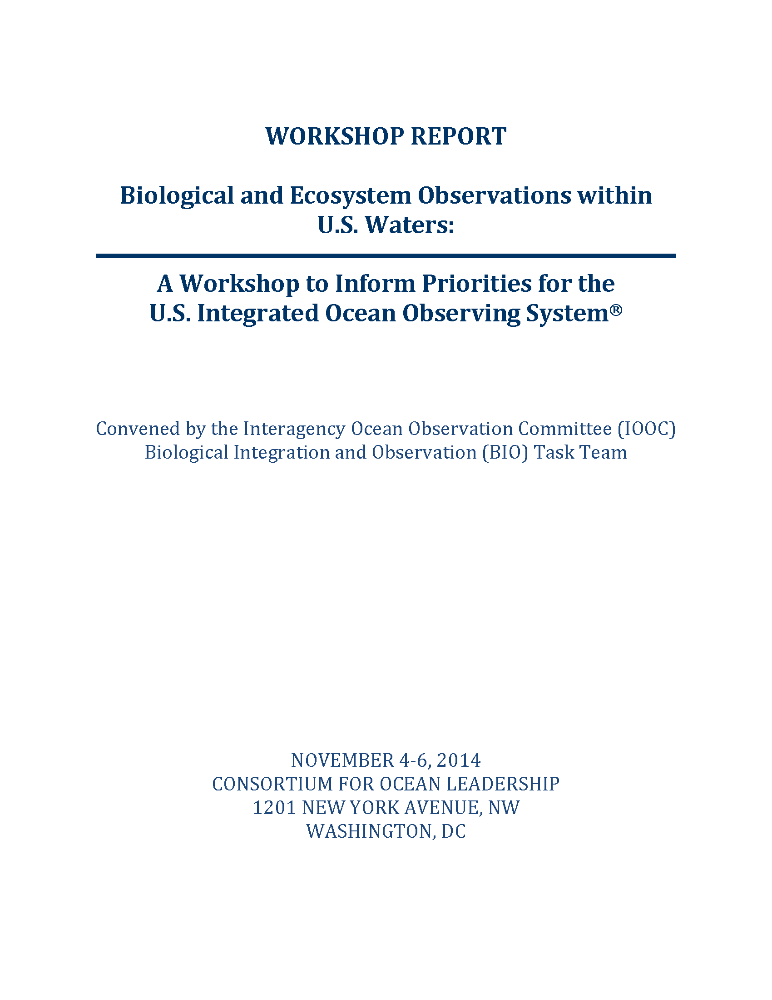 WORKSHOP REPORT
Biological and Ecosystem Observations within
U.S. Waters:
A Workshop to Inform Priorities for the
U.S. Integrated Ocean Observing System®
Convened by the Interagency Ocean Observation Committee (IOOC)
Biological Integration and Observation (BIO) Task Team
NOVEMBER 4-6, 2014
CONSORTIUM FOR OCEAN LEADERSHIP
1201 NEW YORK AVENUE, NW
WASHINGTON, DC